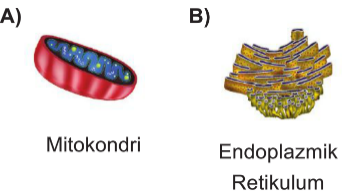 A)
B)
Mitokondri
Endoplazmik
Retikulum